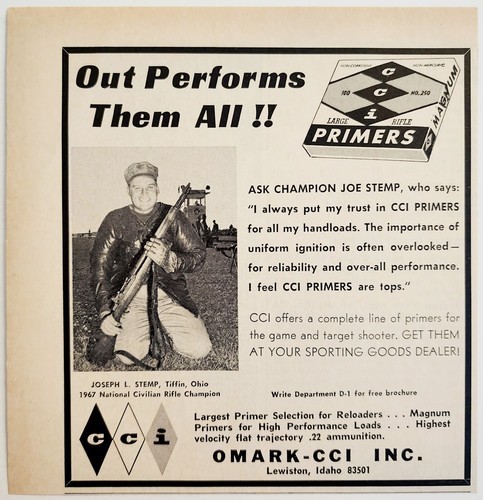 Out Performs
Them All !!
NON-CORROSIVE NON-MERCURIC
C
100 C NO. 250
i
LARGE RIFLE
PRIMERS
MAGNUM
ASK CHAMPION JOE STEMP, who says:
"I always put my trust in CCI PRIMERS
for all my handloads. The importance of
uniform ignition is often overlooked—
for reliability and over-all performance.
I feel CCI PRIMERS are tops."
CCI offers a complete line of primers for
the game and target shooter. GET THEM
AT YOUR SPORTING GOODS DEALER!
JOSEPH L. STEMP, Tiffin, Ohio
1967 National Civilian Rifle Champion
Write Department D-1 for free brochure
c c i
Largest Primer Selection for Reloaders . . . Magnum
Primers for High Performance Loads . . . Highest
velocity flat trajectory .22 ammunition.
OMARK-CCI INC.
Lewiston, Idaho 83501